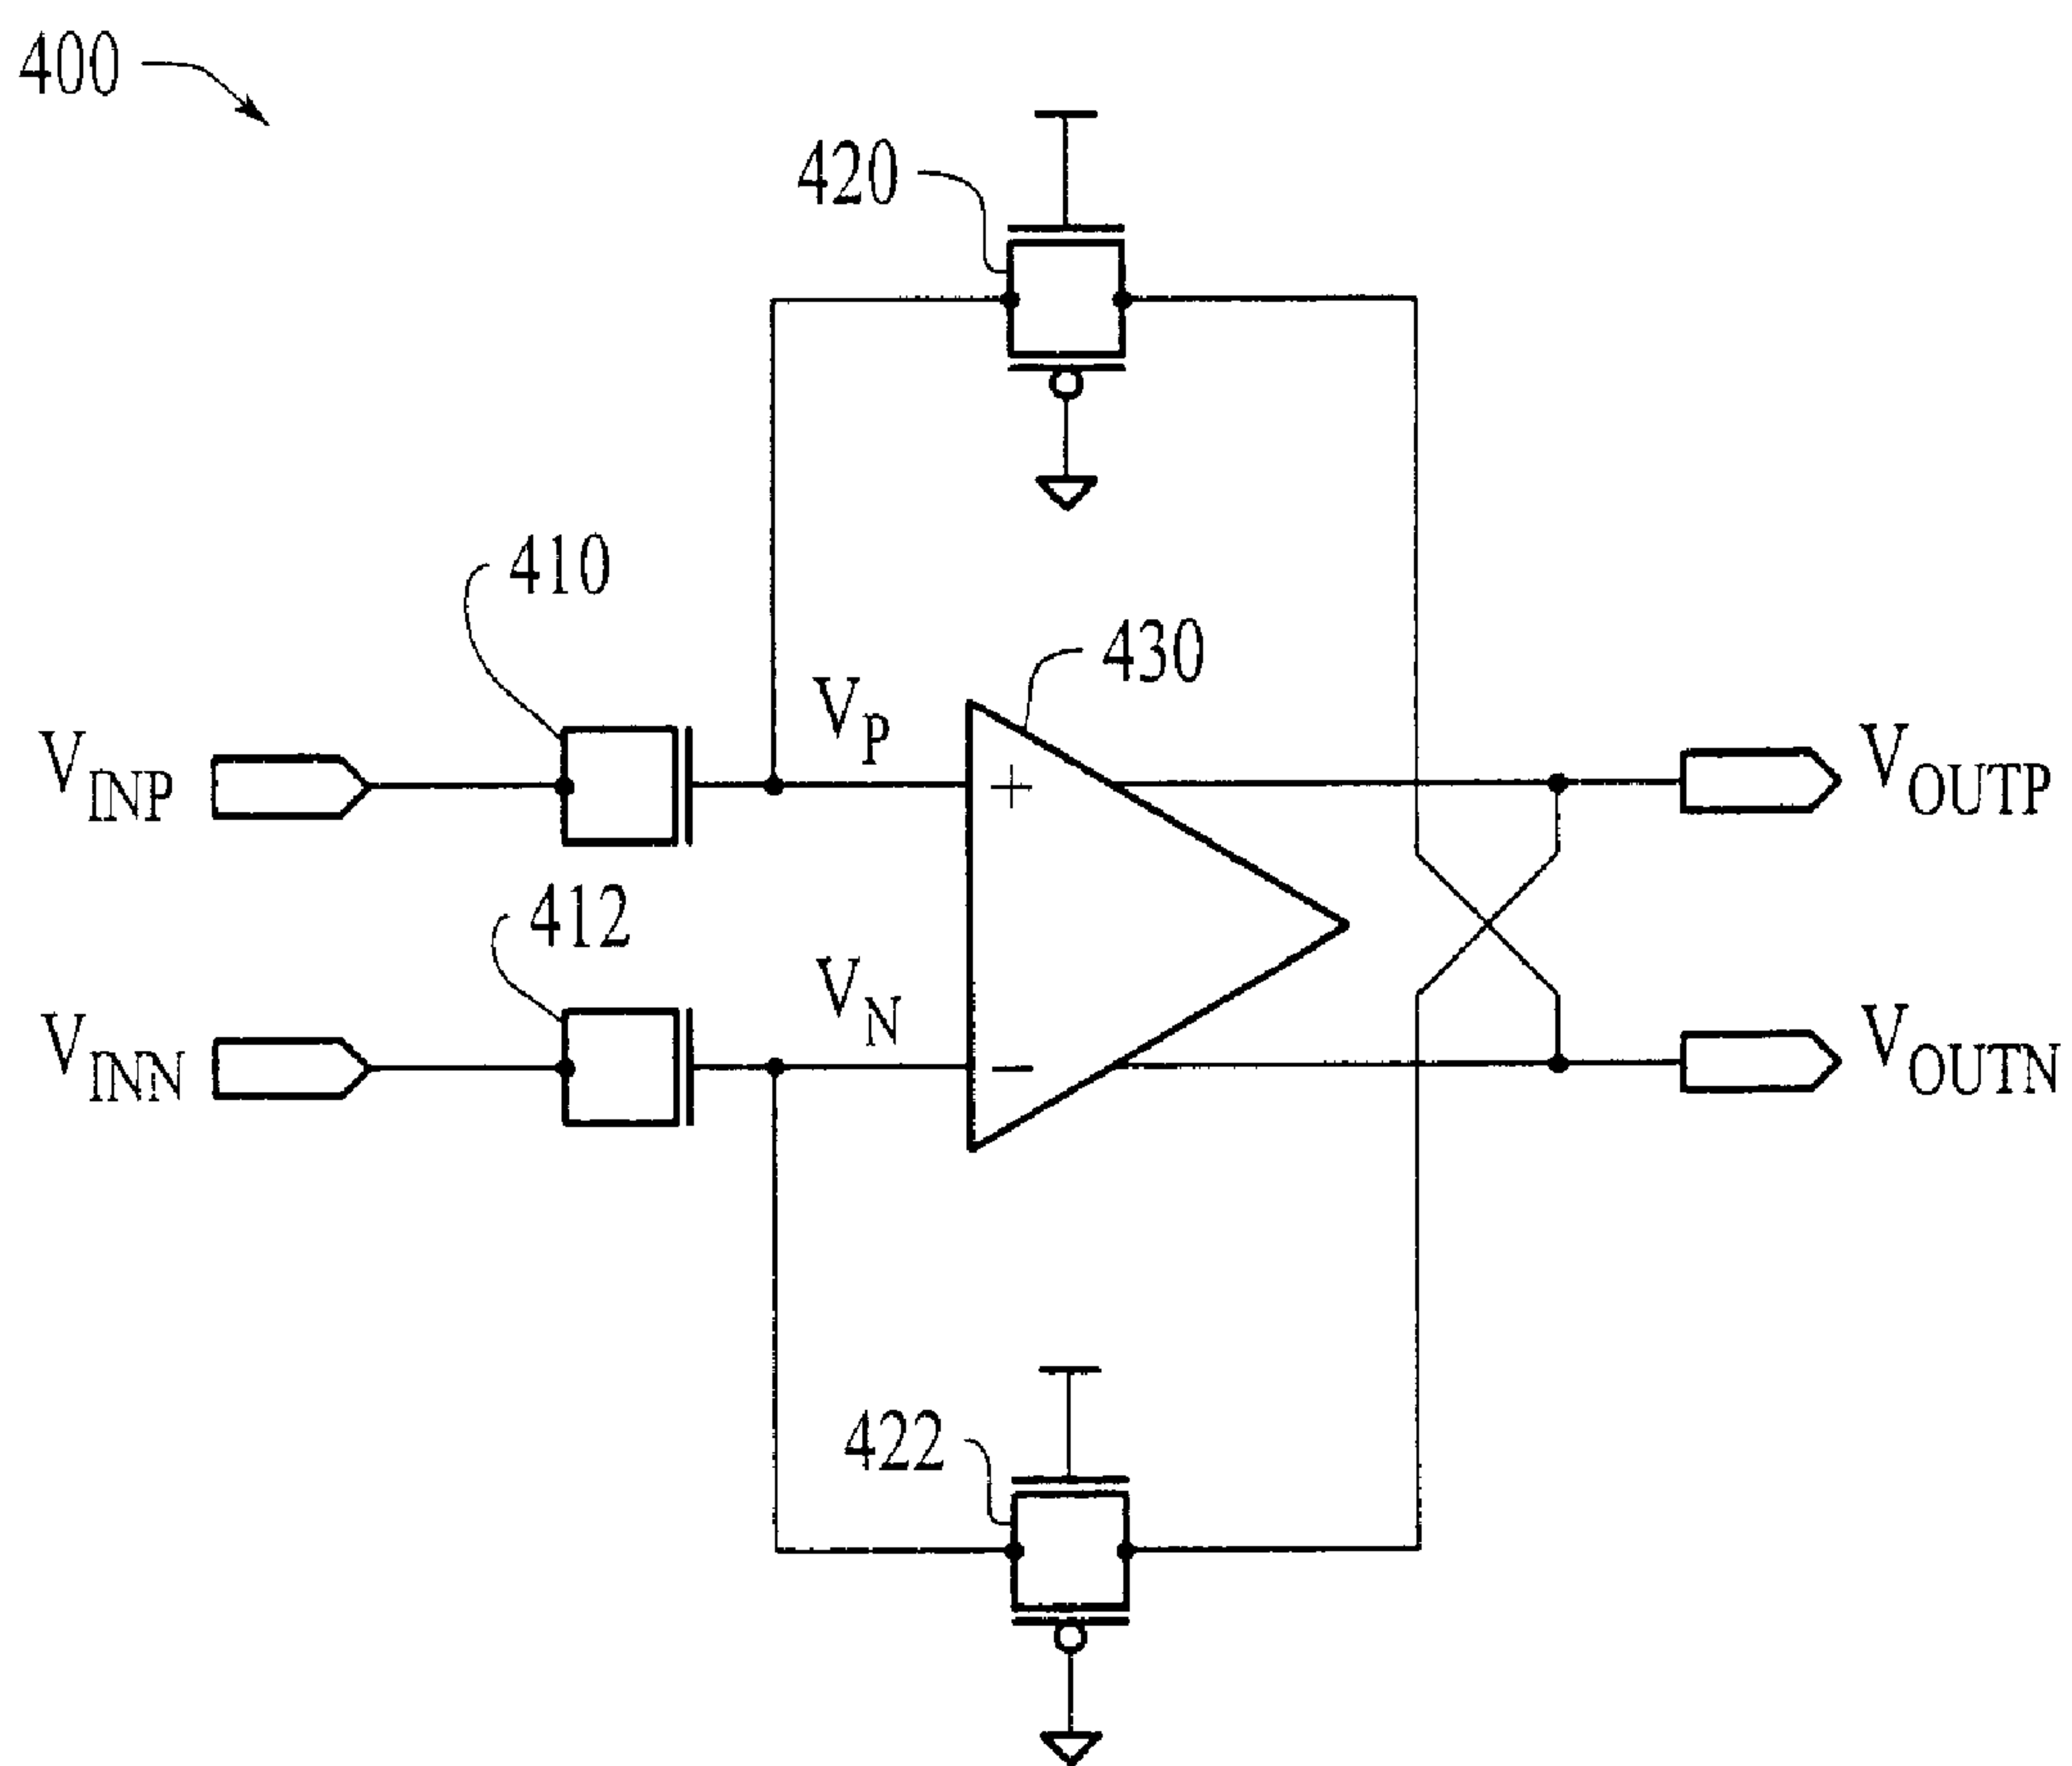 400
420
410
430
V_P
V_INP
V_OUTP
+
412
V_N
V_INN
V_OUTN
−
422